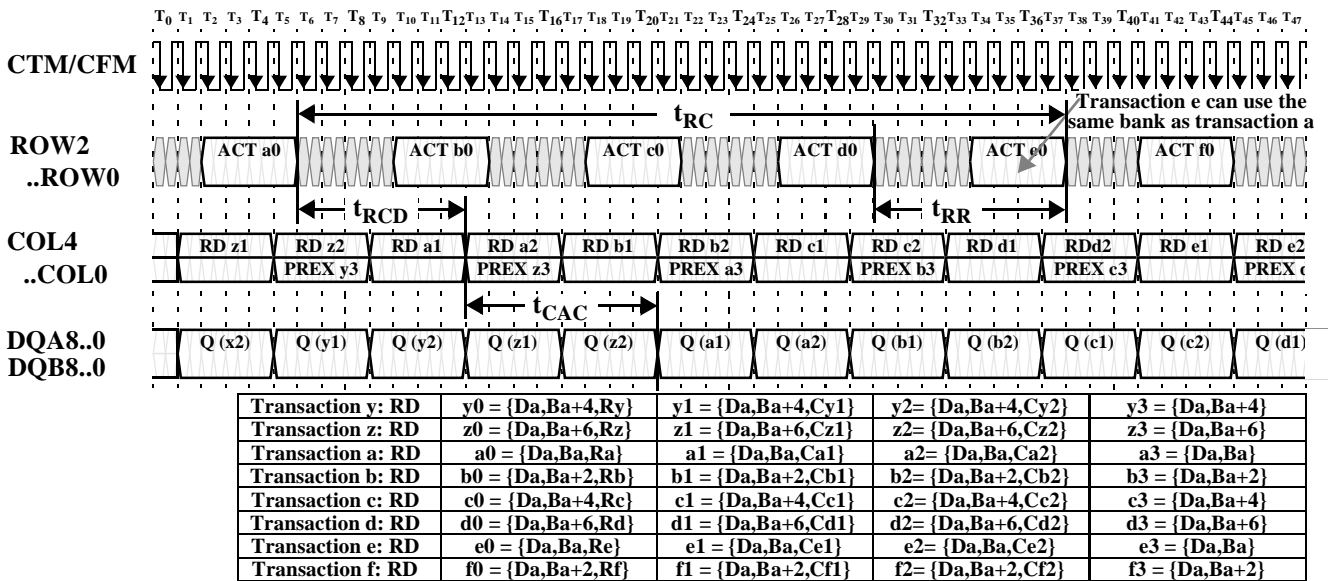 T0 T1 T2 T3 T4 T5 T6 T7 T8 T9 T10 T11 T12 T13 T14 T15 T16 T17 T18 T19 T20 T21 T22 T23 T24 T25 T26 T27 T28 T29 T30 T31 T32 T33 T34 T35 T36 T37 T38 T39 T40 T41 T42 T43 T44 T45 T46 T47
CTM/CFM
Transaction e can use the
same bank as transaction a
tRC
ROW2
..ROW0
ACT a0 ACT b0 ACT c0 ACT d0 ACT e0 ACT f0
tRCD tRR
COL4
..COL0
RD z1 RD z2 RD a1 RD a2 RD b1 RD b2 RD c1 RD c2 RD d1 RDd2 RD e1 RD e2
PREX y3 PREX z3 PREX a3 PREX b3 PREX c3 PREX
tCAC
DQA8..0
DQB8..0
Q (x2) Q (y1) Q (y2) Q (z1) Q (z2) Q (a1) Q (a2) Q (b1) Q (b2) Q (c1) Q (c2) Q (d1)
Transaction y: RD y0 = {Da,Ba+4,Ry} y1 = {Da,Ba+4,Cy1} y2= {Da,Ba+4,Cy2} y3 = {Da,Ba+4}
Transaction z: RD z0 = {Da,Ba+6,Rz} z1 = {Da,Ba+6,Cz1} z2= {Da,Ba+6,Cz2} z3 = {Da,Ba+6}
Transaction a: RD a0 = {Da,Ba,Ra} a1 = {Da,Ba,Ca1} a2= {Da,Ba,Ca2} a3 = {Da,Ba}
Transaction b: RD b0 = {Da,Ba+2,Rb} b1 = {Da,Ba+2,Cb1} b2= {Da,Ba+2,Cb2} b3 = {Da,Ba+2}
Transaction c: RD c0 = {Da,Ba+4,Rc} c1 = {Da,Ba+4,Cc1} c2= {Da,Ba+4,Cc2} c3 = {Da,Ba+4}
Transaction d: RD d0 = {Da,Ba+6,Rd} d1 = {Da,Ba+6,Cd1} d2= {Da,Ba+6,Cd2} d3 = {Da,Ba+6}
Transaction e: RD e0 = {Da,Ba,Re} e1 = {Da,Ba,Ce1} e2= {Da,Ba,Ce2} e3 = {Da,Ba}
Transaction f: RD f0 = {Da,Ba+2,Rf} f1 = {Da,Ba+2,Cf1} f2= {Da,Ba+2,Cf2} f3 = {Da,Ba+2}